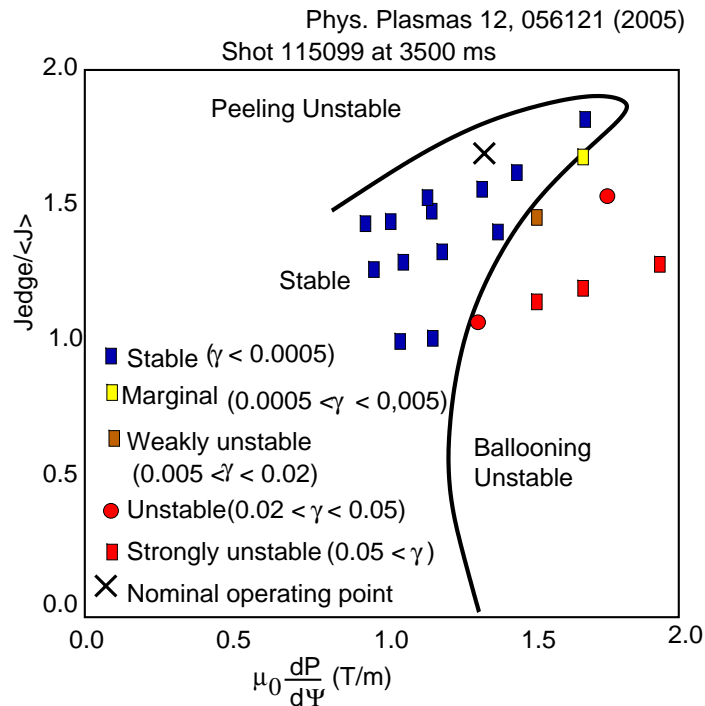 Phys. Plasmas 12, 056121 (2005)
Shot 115099 at 3500 ms
2.0
Peeling Unstable
1.5
Jedge/<J>
Stable
1.0
Stable (γ < 0.0005)
Marginal (0.0005 <γ < 0,005)
Weakly unstable
(0.005 <γ < 0.02)
Ballooning
Unstable
0.5
Unstable(0.02 < γ < 0.05)
Strongly unstable (0.05 < γ)
Nominal operating point
0.0
0.0 0.5 1.0 1.5 2.0
μ0 dP/dΨ (T/m)